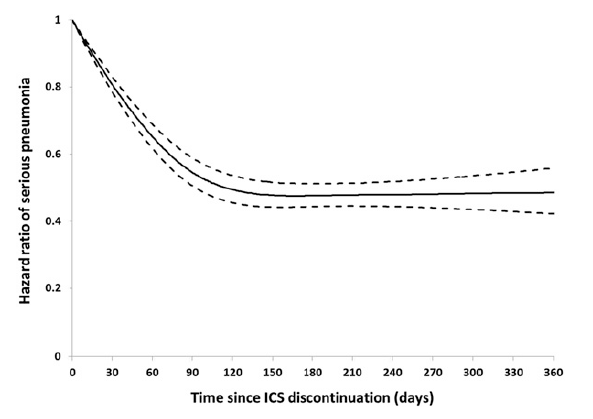 Hazard ratio of serious pneumonia
1
0.8
0.6
0.4
0.2
0
0 30 60 90 120 150 180 210 240 270 300 330 360
Time since ICS discontinuation (days)